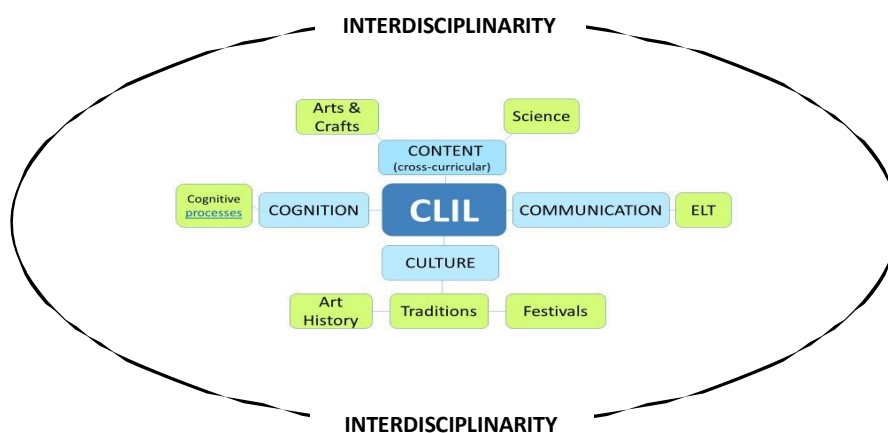 INTERDISCIPLINARITY
Arts &
Crafts
Science
CONTENT
(cross-curricular)
Cognitive
processes
COGNITION
CLIL
COMMUNICATION
ELT
CULTURE
Art
History
Traditions
Festivals
INTERDISCIPLINARITY